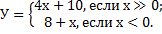 У = {4x + 10, если x ≫ 0;
8 + x, если x < 0.